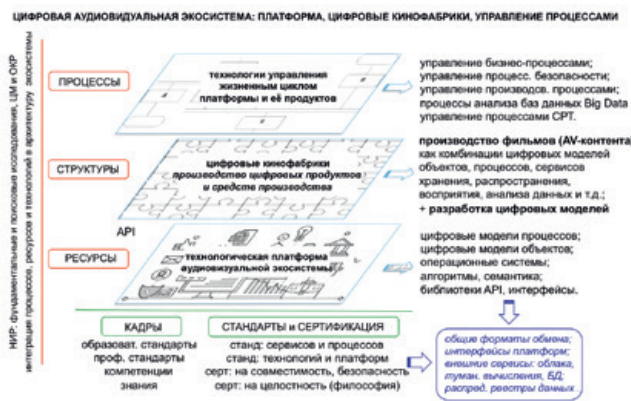 ЦИФРОВАЯ АУДИОВИЗУАЛЬНАЯ ЭКОСИСТЕМА: ПЛАТФОРМА, ЦИФРОВЫЕ КИНОФАБРИКИ, УПРАВЛЕНИЕ ПРОЦЕССАМИ
НИР: фундаментальные и поисковые исследования, ЦМ и ОКР
интеграция процессов, ресурсов и технологий в архитектуру экосистемы
ПРОЦЕССЫ
технологии управления
жизненным циклом
платформы и её продуктов
управление бизнес-процессами;
управление процесс. безопасности;
управление производств. процессами;
процессы анализа баз данных Big Data
управление процессами СРТ.
СТРУКТУРЫ
цифровые кинофабрики
производство цифровых продуктов
и средств производства
производство фильмов (AV-контента)
как комбинации цифровых моделей
объектов, процессов, сервисов
хранения, распространения,
восприятия, анализа данных и т.д.;
+ разработка цифровых моделей
API
РЕСУРСЫ
технологическая платформа
аудиовизуальной экосистемы
цифровые модели процессов;
цифровые модели объектов;
операционные системы;
алгоритмы, семантика;
библиотеки API, интерфейсы.
КАДРЫ
образоват. стандарты
проф. стандарты
компетенции
знания
СТАНДАРТЫ и СЕРТИФИКАЦИЯ
станд: сервисов и процессов
станд: технологий и платформ
серт: на совместимость, безопасность
серт: на целостность (философия)
общие форматы обмена;
интерфейсы платформ;
внешние сервисы: облака,
туман. вычисления, БД;
распред. реестры данных